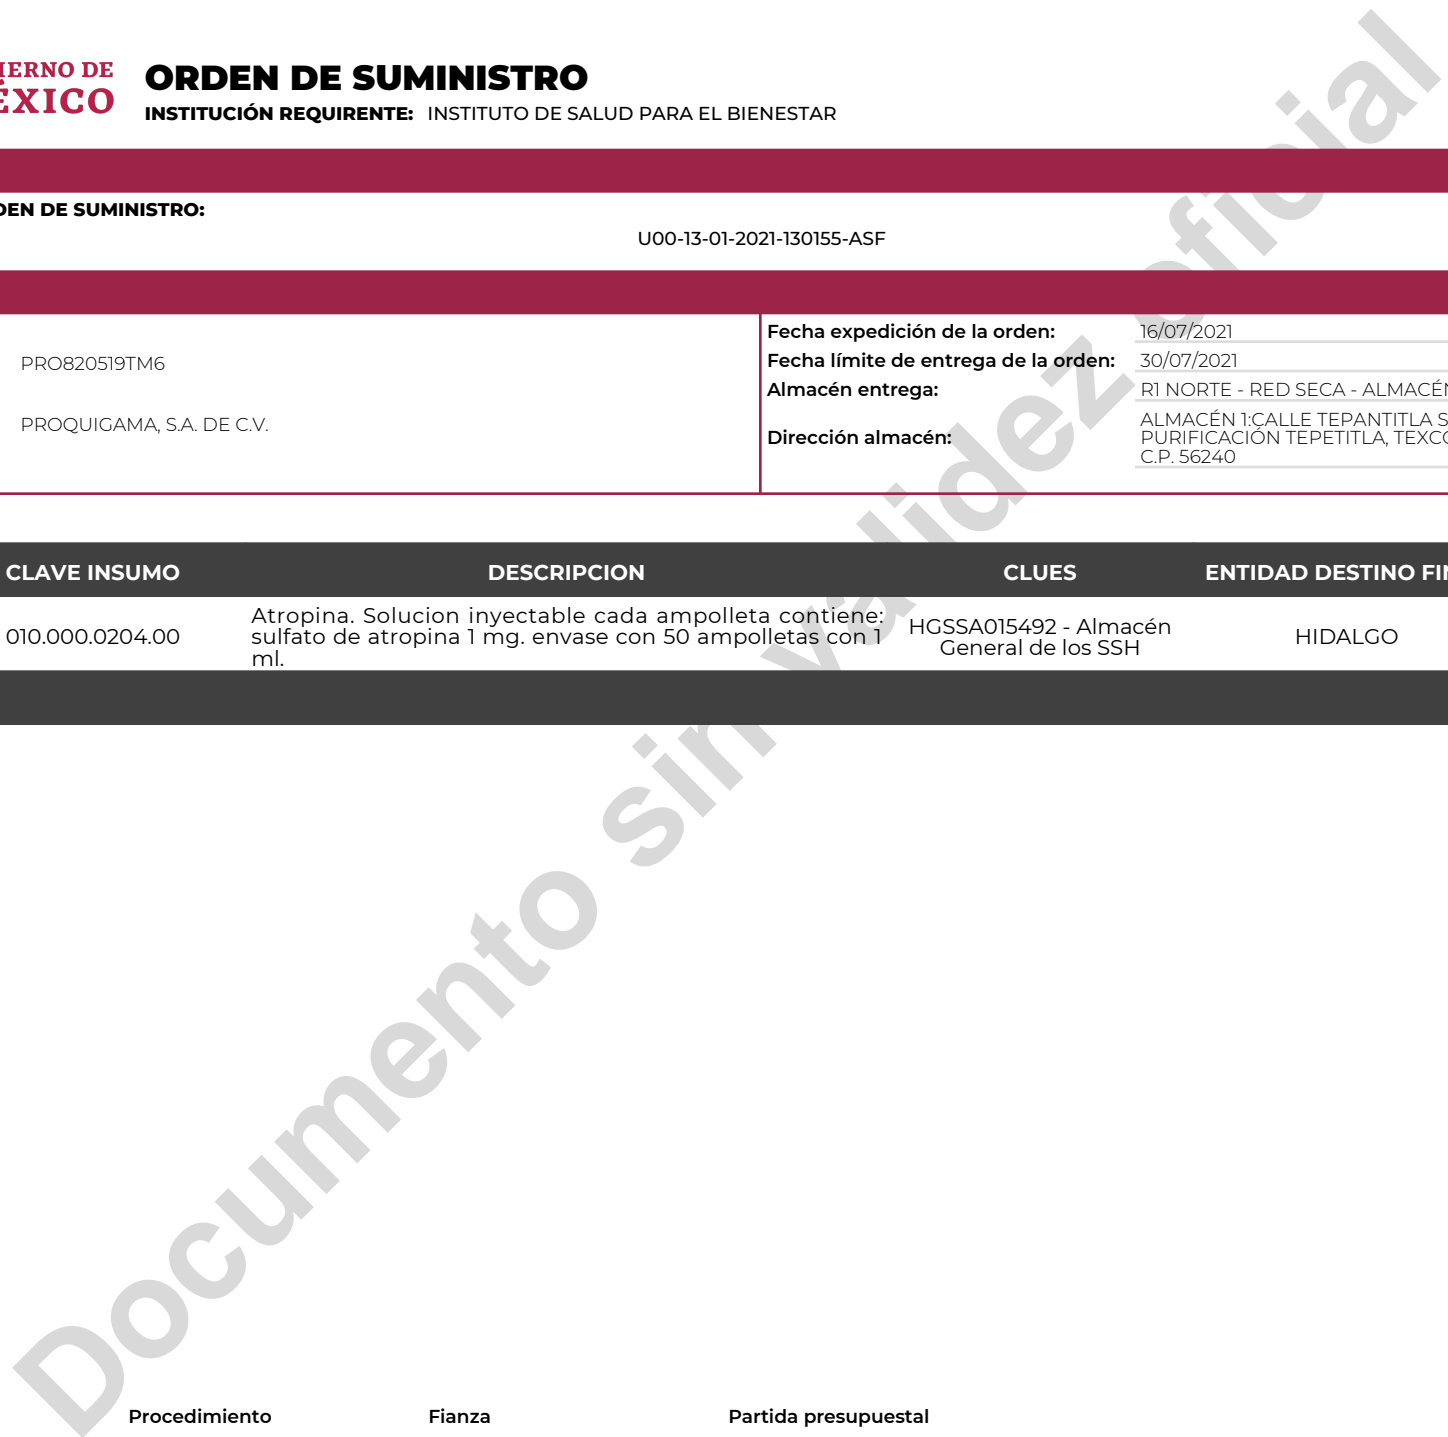 IERNO DE
ÉXICO
ORDEN DE SUMINISTRO
INSTITUCIÓN REQUIRENTE: INSTITUTO DE SALUD PARA EL BIENESTAR
DEN DE SUMINISTRO:
U00-13-01-2021-130155-ASF
PRO820519TM6
PROQUIGAMA, S.A. DE C.V.
Fecha expedición de la orden: 16/07/2021
Fecha límite de entrega de la orden: 30/07/2021
Almacén entrega: R1 NORTE - RED SECA - ALMACÉN
Dirección almacén: ALMACÉN 1:CALLE TEPANTITLA S
PURIFICACIÓN TEPETITLA, TEXCO
C.P. 56240
CLAVE INSUMO DESCRIPCION CLUES ENTIDAD DESTINO FIN
010.000.0204.00
Atropina. Solucion inyectable cada ampolleta contiene:
sulfato de atropina 1 mg. envase con 50 ampolletas con 1
ml.
HGSSA015492 - Almacén
General de los SSH
HIDALGO
Documento sin validez oficial
Procedimiento Fianza Partida presupuestal